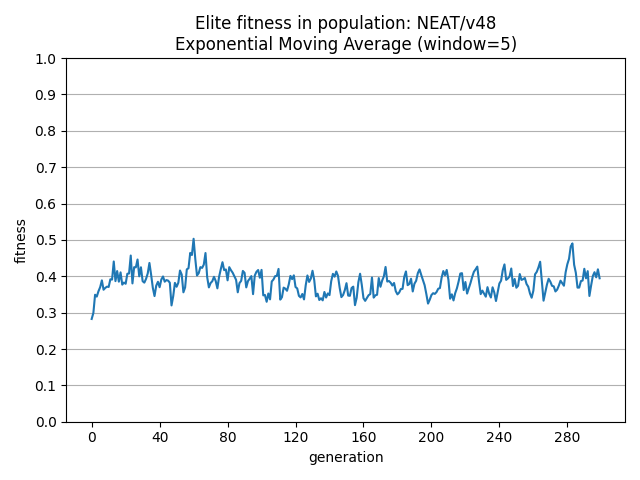 Elite fitness in population: NEAT/v48
Exponential Moving Average (window=5)
1.0
0.9
0.8
0.7
0.6
0.5
0.4
0.3
0.2
0.1
0.0
fitness
0 40 80 120 160 200 240 280
generation